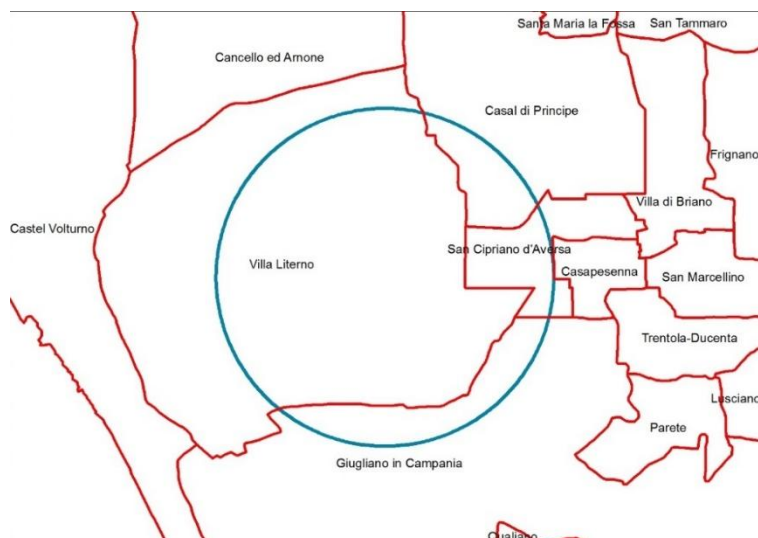 Santa Maria la Fossa
San Tammaro
Cancello ed Arnone
Casal di Principe
Frignano
Villa di Briano
Castel Volturno
San Cipriano d'Aversa
Villa Literno
Casapesenna
San Marcellino
Trentola-Ducenta
Lusciano
Parete
Giugliano in Campania
Qualiano